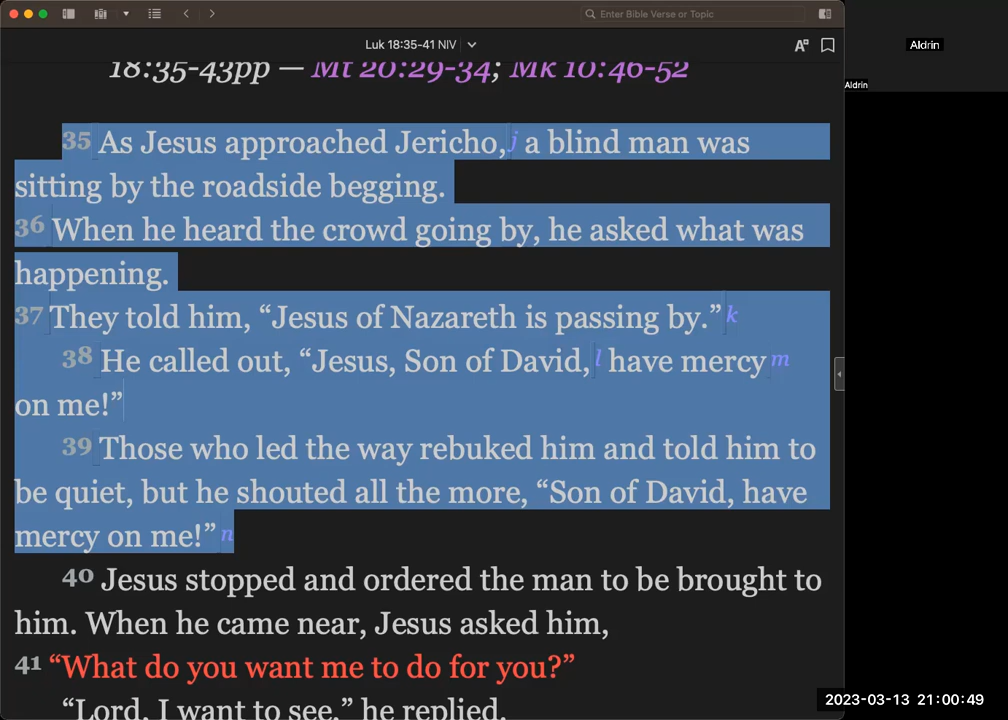 Enter Bible Verse or Topic
Luk 18:35-41 NIV
18:35-43pp — Mt 20:29-34; Mk 10:46-52
35 As Jesus approached Jericho, j a blind man was
sitting by the roadside begging.
36 When he heard the crowd going by, he asked what was
happening.
37 They told him, “Jesus of Nazareth is passing by.” k
38 He called out, “Jesus, Son of David, l have mercy m
on me!”
39 Those who led the way rebuked him and told him to
be quiet, but he shouted all the more, “Son of David, have
mercy on me!” n
40 Jesus stopped and ordered the man to be brought to
him. When he came near, Jesus asked him,
41 “What do you want me to do for you?”
“Lord, I want to see,” he replied.
Aldrin
Aldrin
2023-03-13 21:00:49